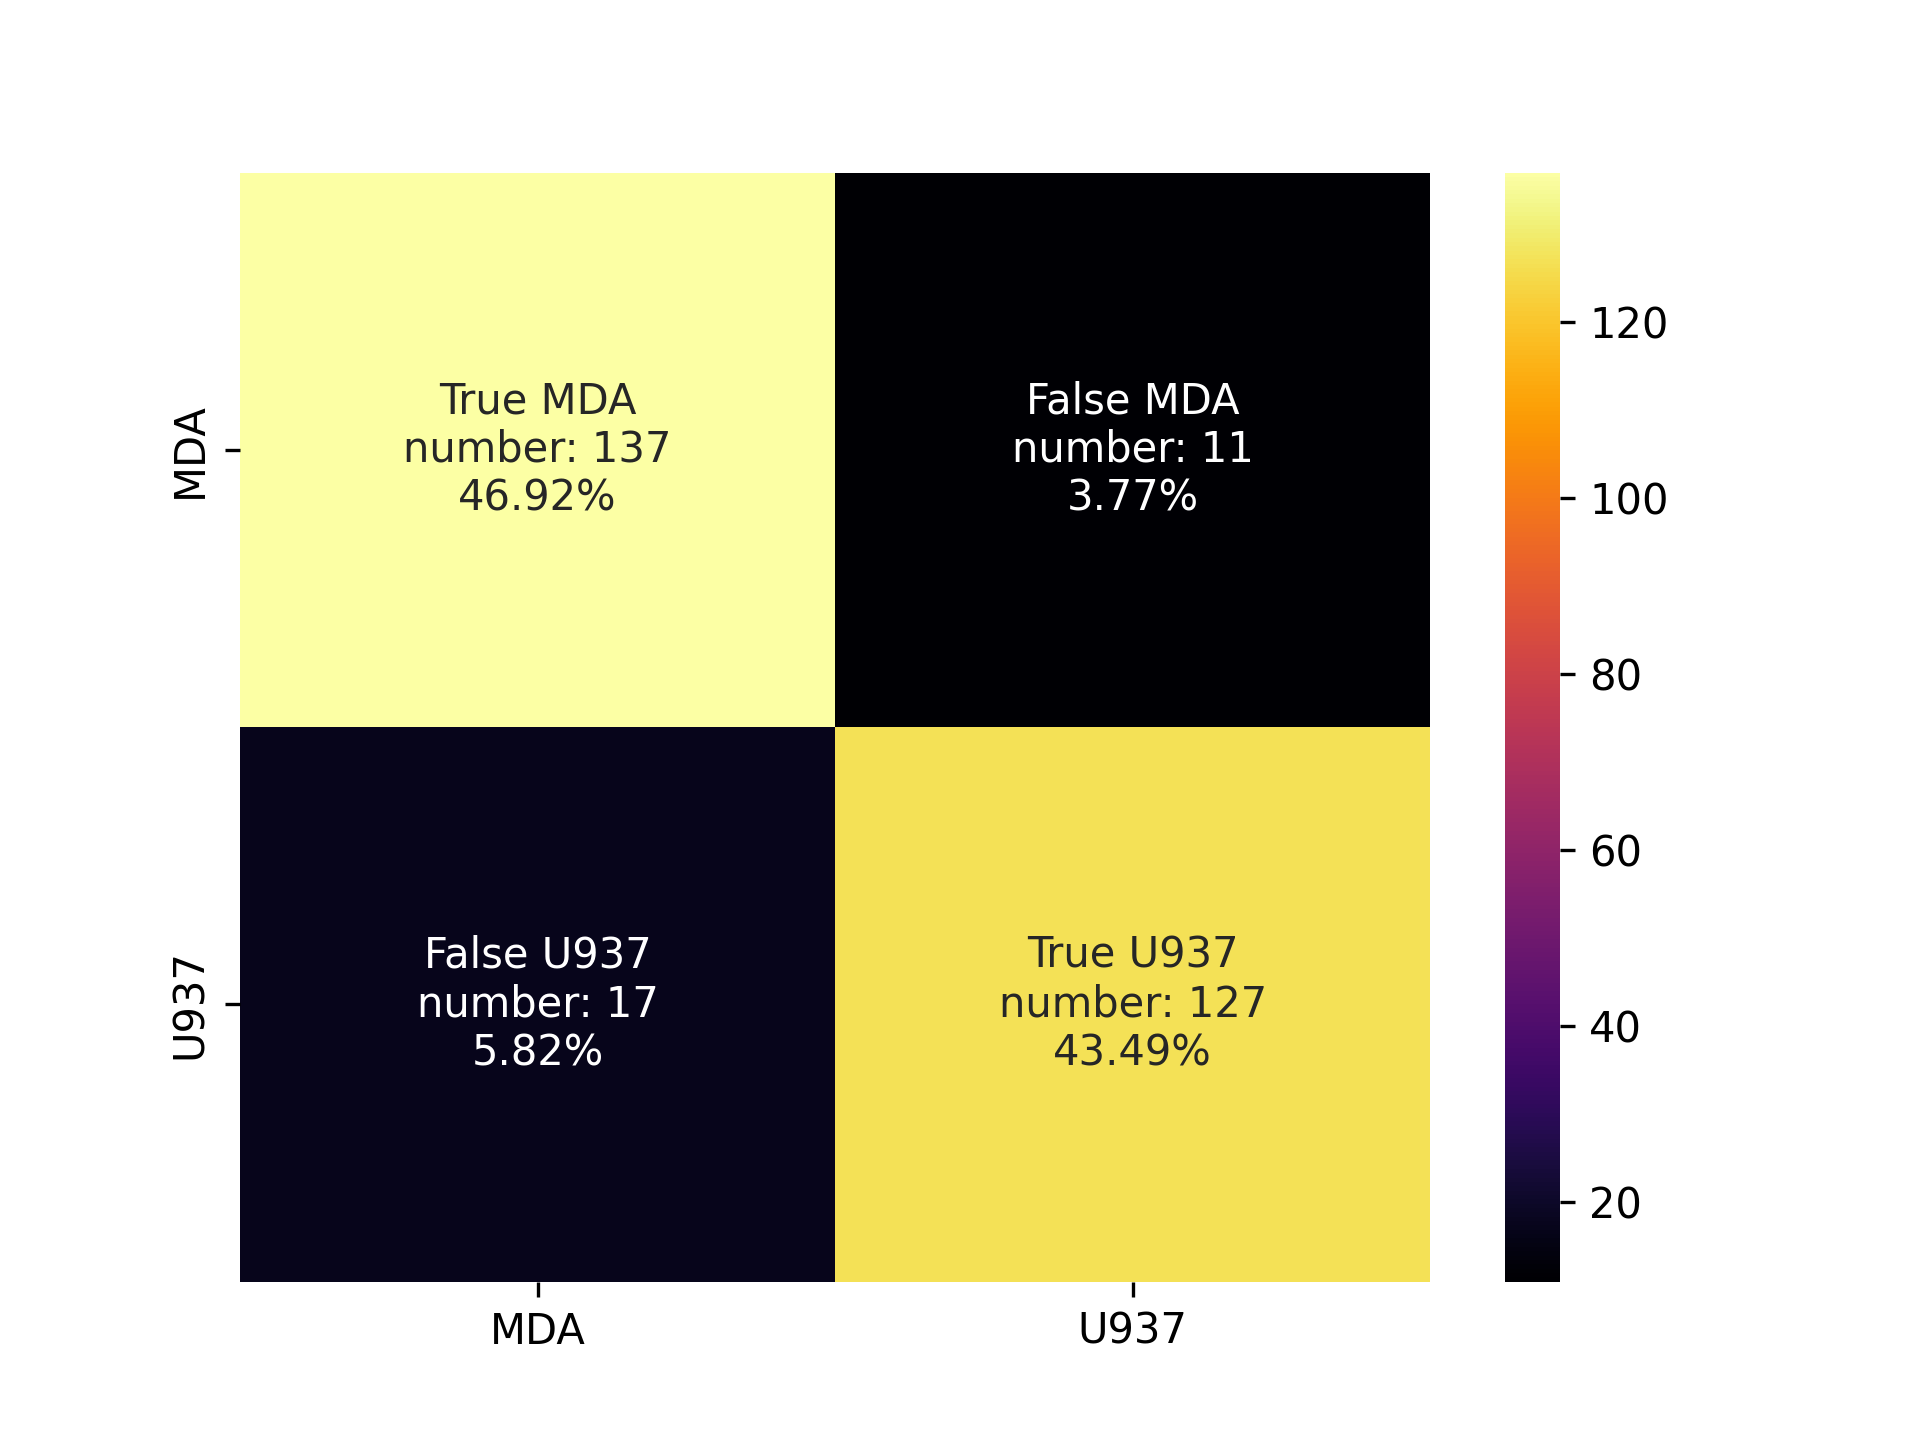 MDA
True MDA
number: 137
46.92%
False MDA
number: 11
3.77%
U937
False U937
number: 17
5.82%
True U937
number: 127
43.49%
MDA
U937
120
100
80
60
40
20